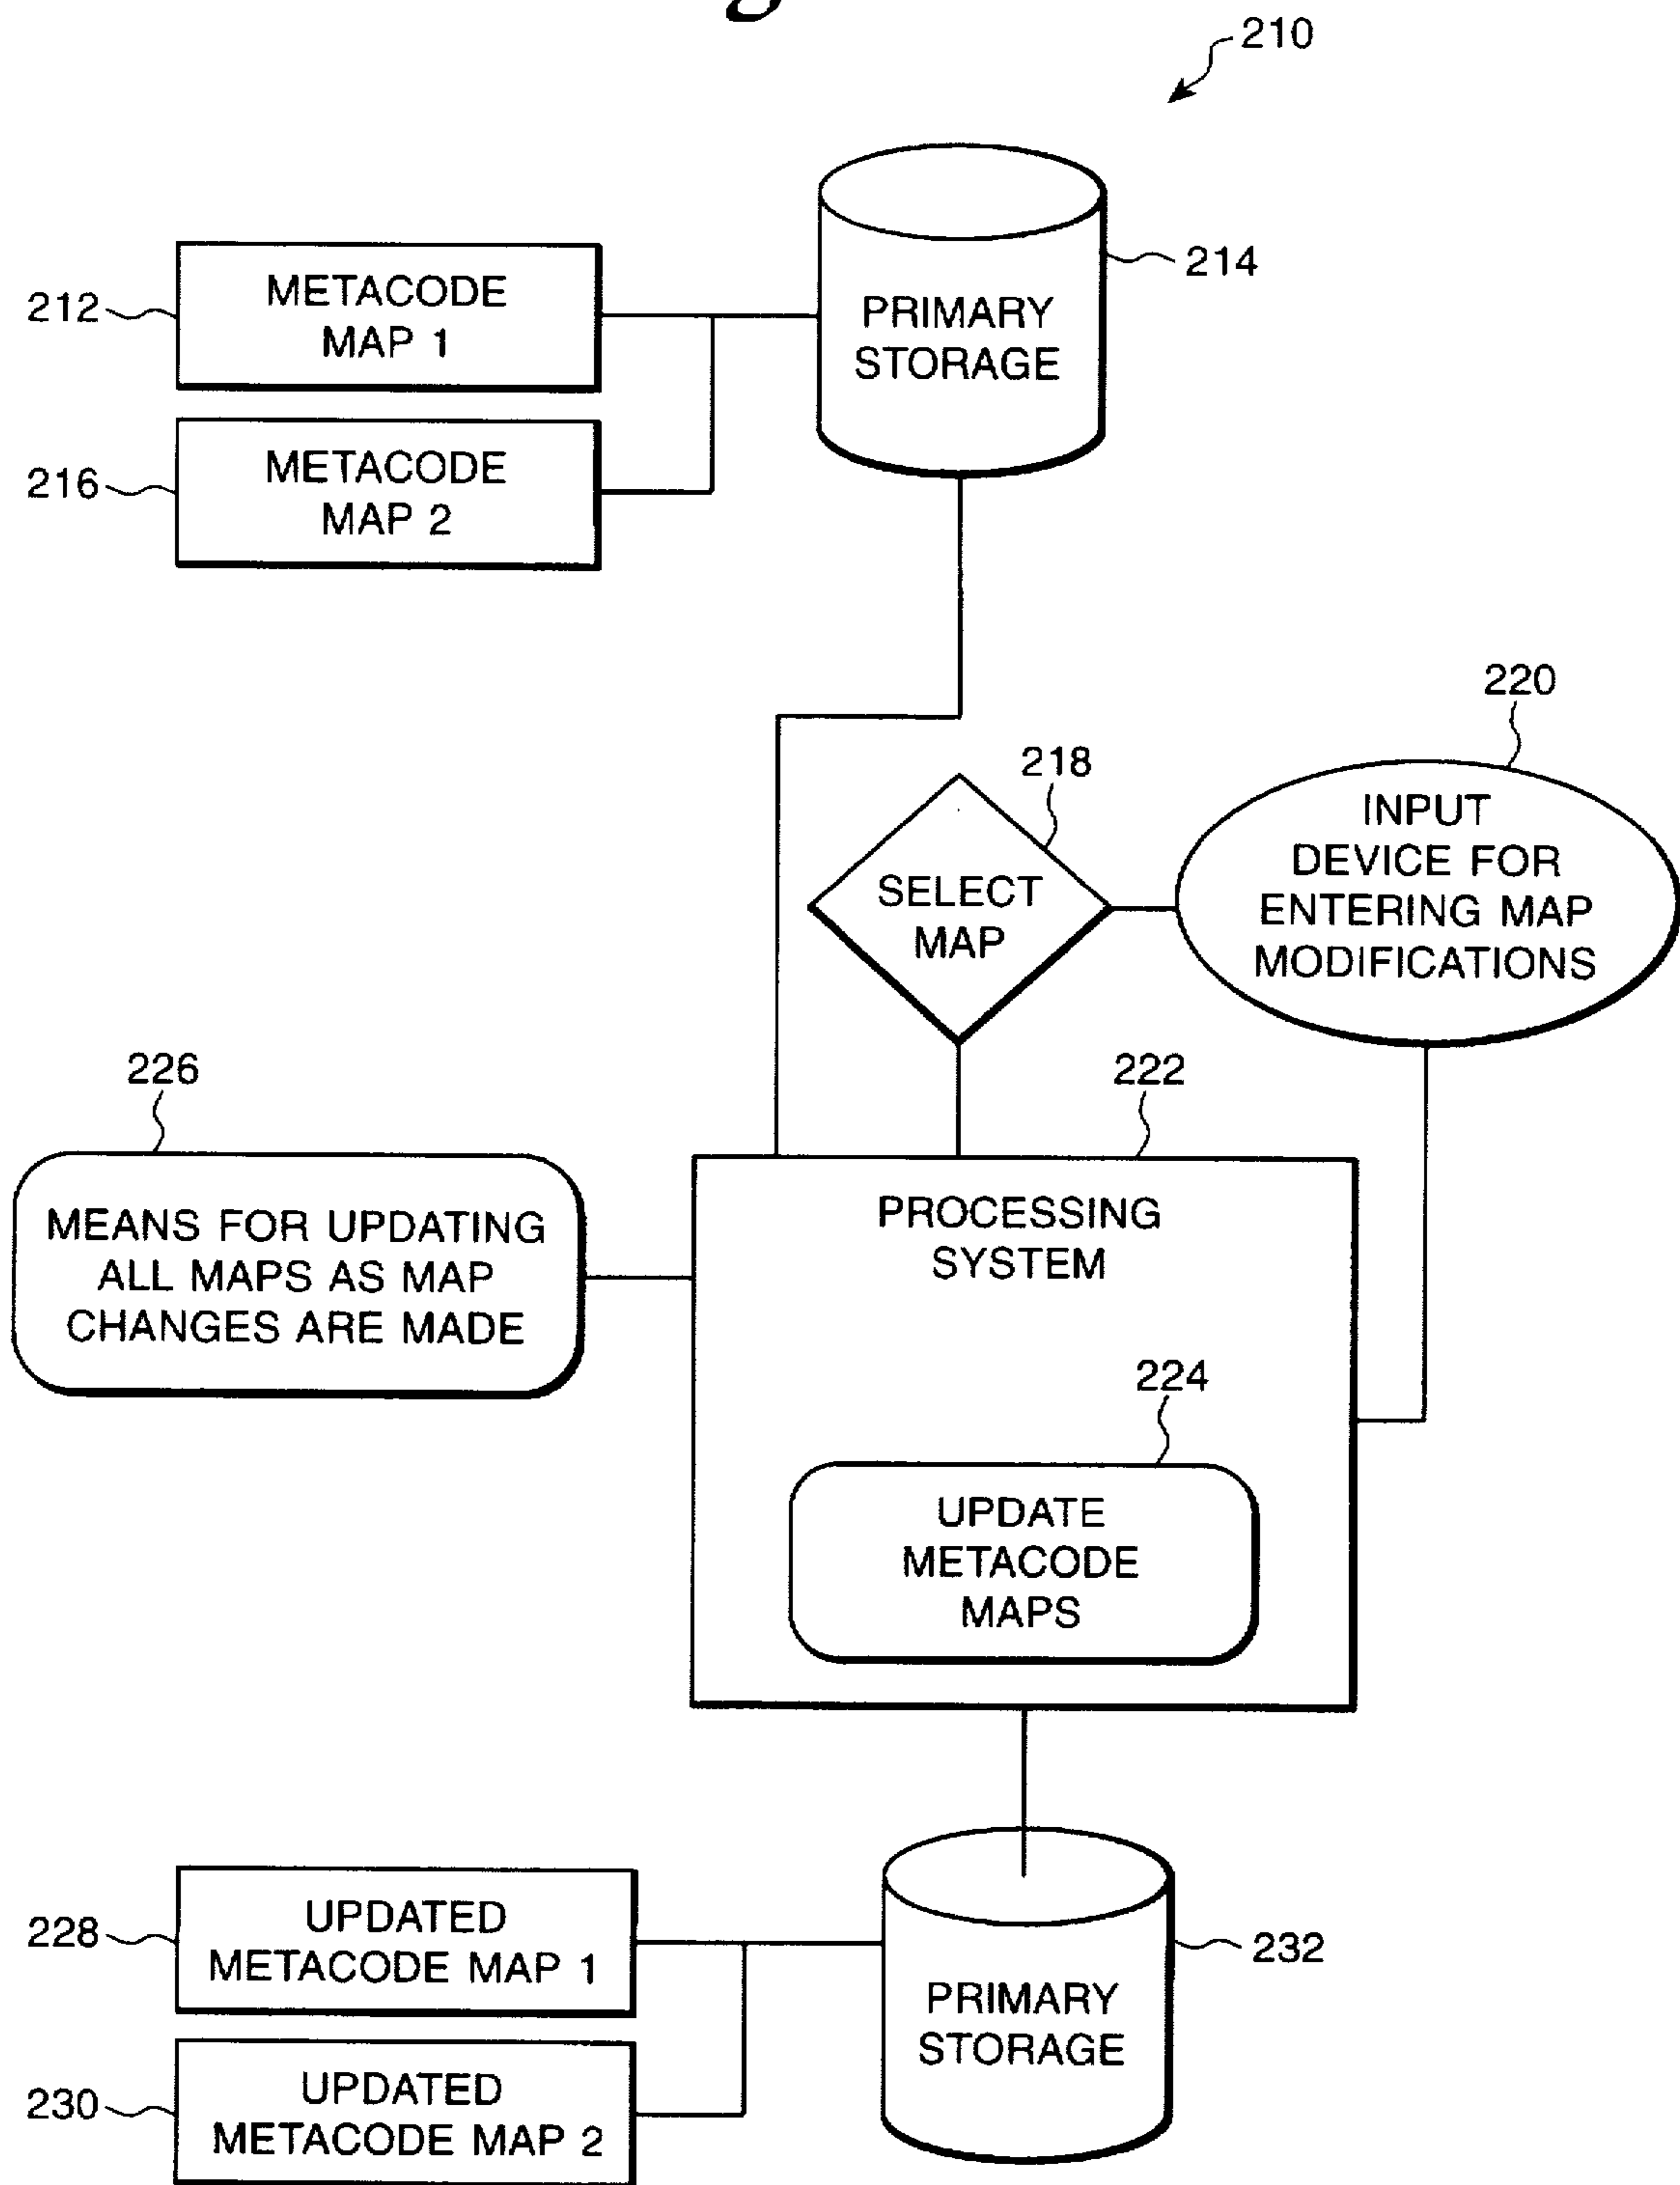 210
METACODE
MAP 1
212
PRIMARY
STORAGE
214
METACODE
MAP 2
216
220
218
SELECT
MAP
INPUT
DEVICE FOR
ENTERING MAP
MODIFICATIONS
226
222
MEANS FOR UPDATING
ALL MAPS AS MAP
CHANGES ARE MADE
PROCESSING
SYSTEM
224
UPDATE
METACODE
MAPS
228
UPDATED
METACODE MAP 1
232
PRIMARY
STORAGE
230
UPDATED
METACODE MAP 2